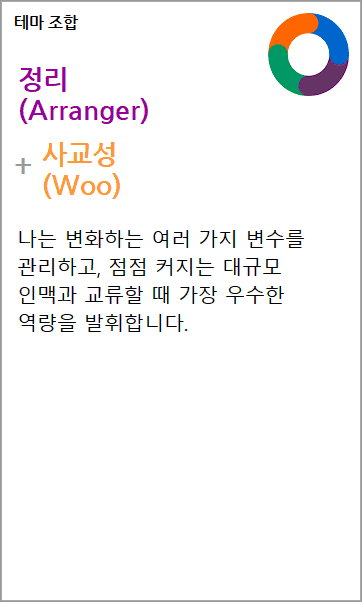 테마 조합
정리
(Arranger)
+ 사교성
(Woo)
나는 변화하는 여러 가지 변수를
관리하고, 점점 커지는 대규모
인맥과 교류할 때 가장 우수한
역량을 발휘합니다.